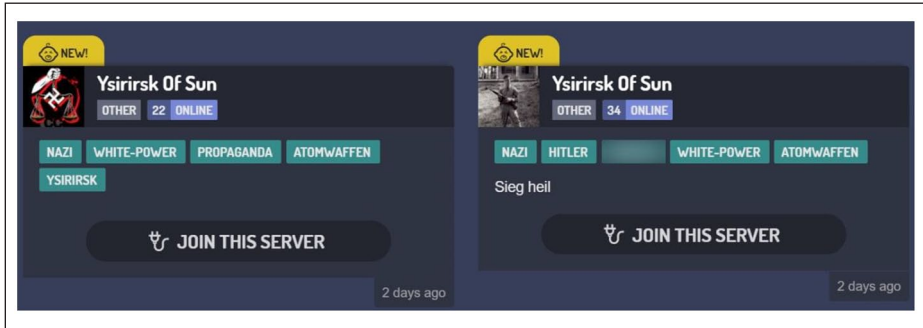 NEW!
Ysirirsk Of Sun
OTHER 22 ONLINE
NAZI WHITE-POWER PROPAGANDA ATOMWAFFEN
YSIRIRSK
JOIN THIS SERVER
2 days ago
NEW!
Ysirirsk Of Sun
OTHER 34 ONLINE
NAZI HITLER WHITE-POWER ATOMWAFFEN
Sieg heil
JOIN THIS SERVER
2 days ago